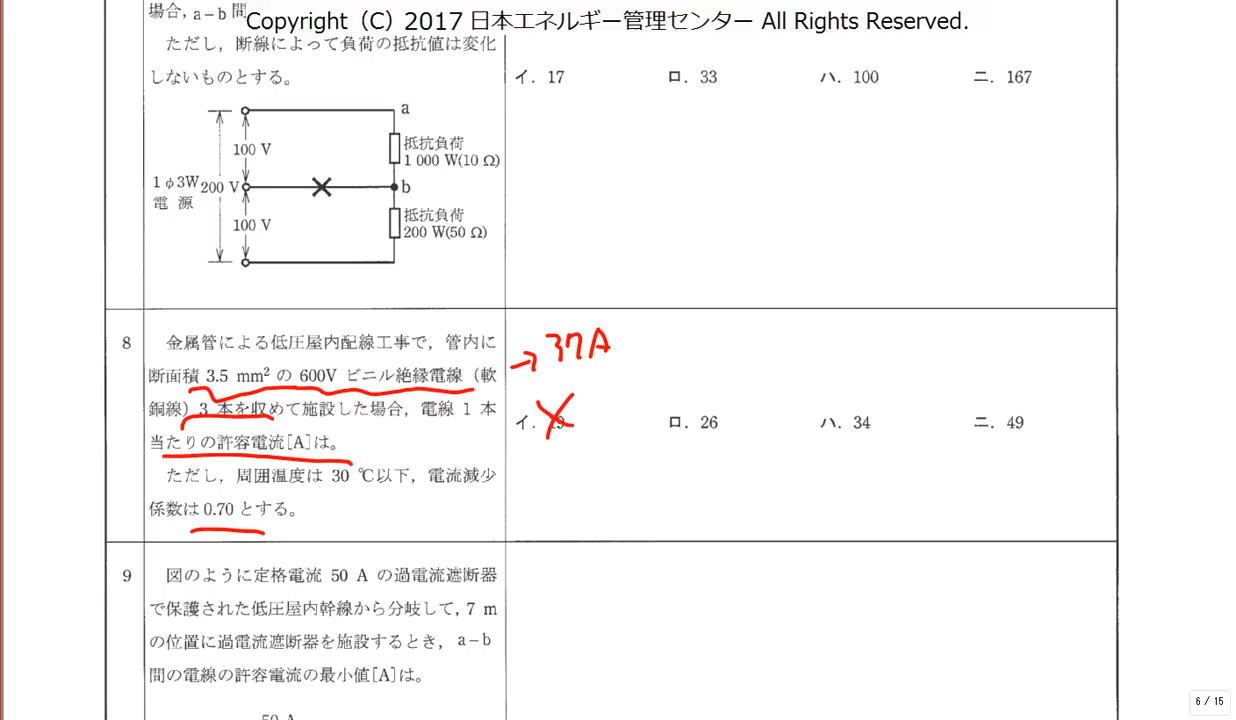 場合, a－b 間
Copyright（C）2017 日本エネルギー管理センター All Rights Reserved.
ただし，断線によって負荷の抵抗値は変化
しないものとする。
イ．17
ロ．33
ハ．100
ニ．167
a
100 V
抵抗負荷
1 000 W(10 Ω)
1φ3W
電 源
200 V
b
100 V
抵抗負荷
200 W(50 Ω)
8
金属管による低圧屋内配線工事で，管内に
断面積 3.5 mm² の 600V ビニル絶縁電線（軟
銅線）3 本を収めて施設した場合，電線 1 本
当たりの許容電流[A]は。
ただし，周囲温度は 30 ℃以下，電流減少
係数は 0.70 とする。
→ 37A
イ．
ロ．26
ハ．34
ニ．49
9
図のように定格電流 50 A の過電流遮断器
で保護された低圧屋内幹線から分岐して，7 m
の位置に過電流遮断器を施設するとき，a－b
間の電線の許容電流の最小値[A]は。
50 A
6 / 15